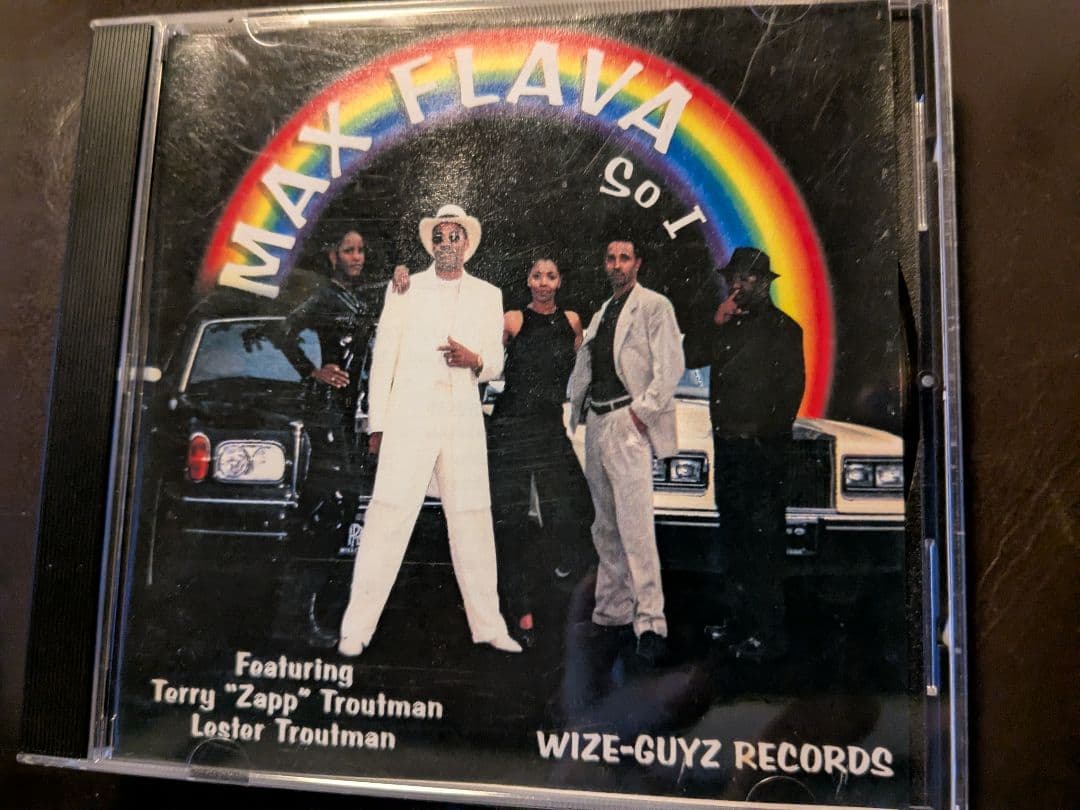 MAX FLAVA
SO I
Featuring
Terry "Zapp" Troutman
Lester Troutman
WIZE-GUYZ RECORDS